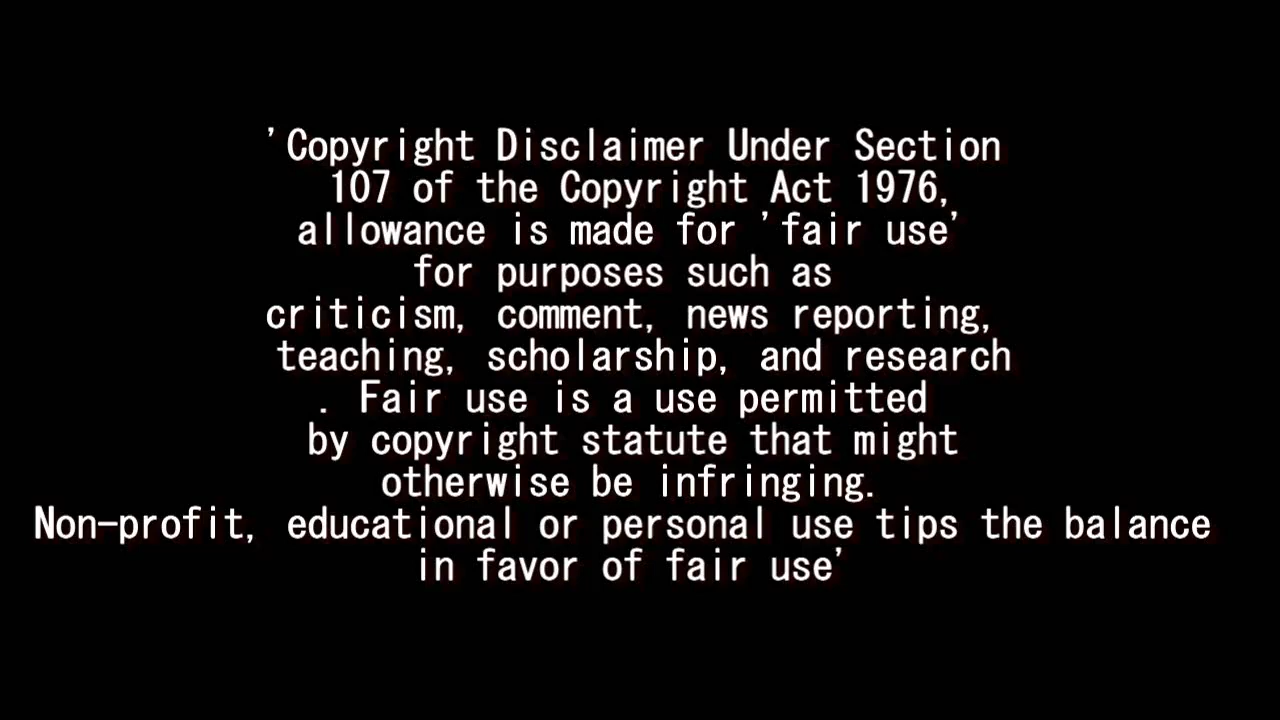 'Copyright Disclaimer Under Section
107 of the Copyright Act 1976,
allowance is made for 'fair use'
for purposes such as
criticism, comment, news reporting,
teaching, scholarship, and research
. Fair use is a use permitted
by copyright statute that might
otherwise be infringing.
Non-profit, educational or personal use tips the balance
in favor of fair use'